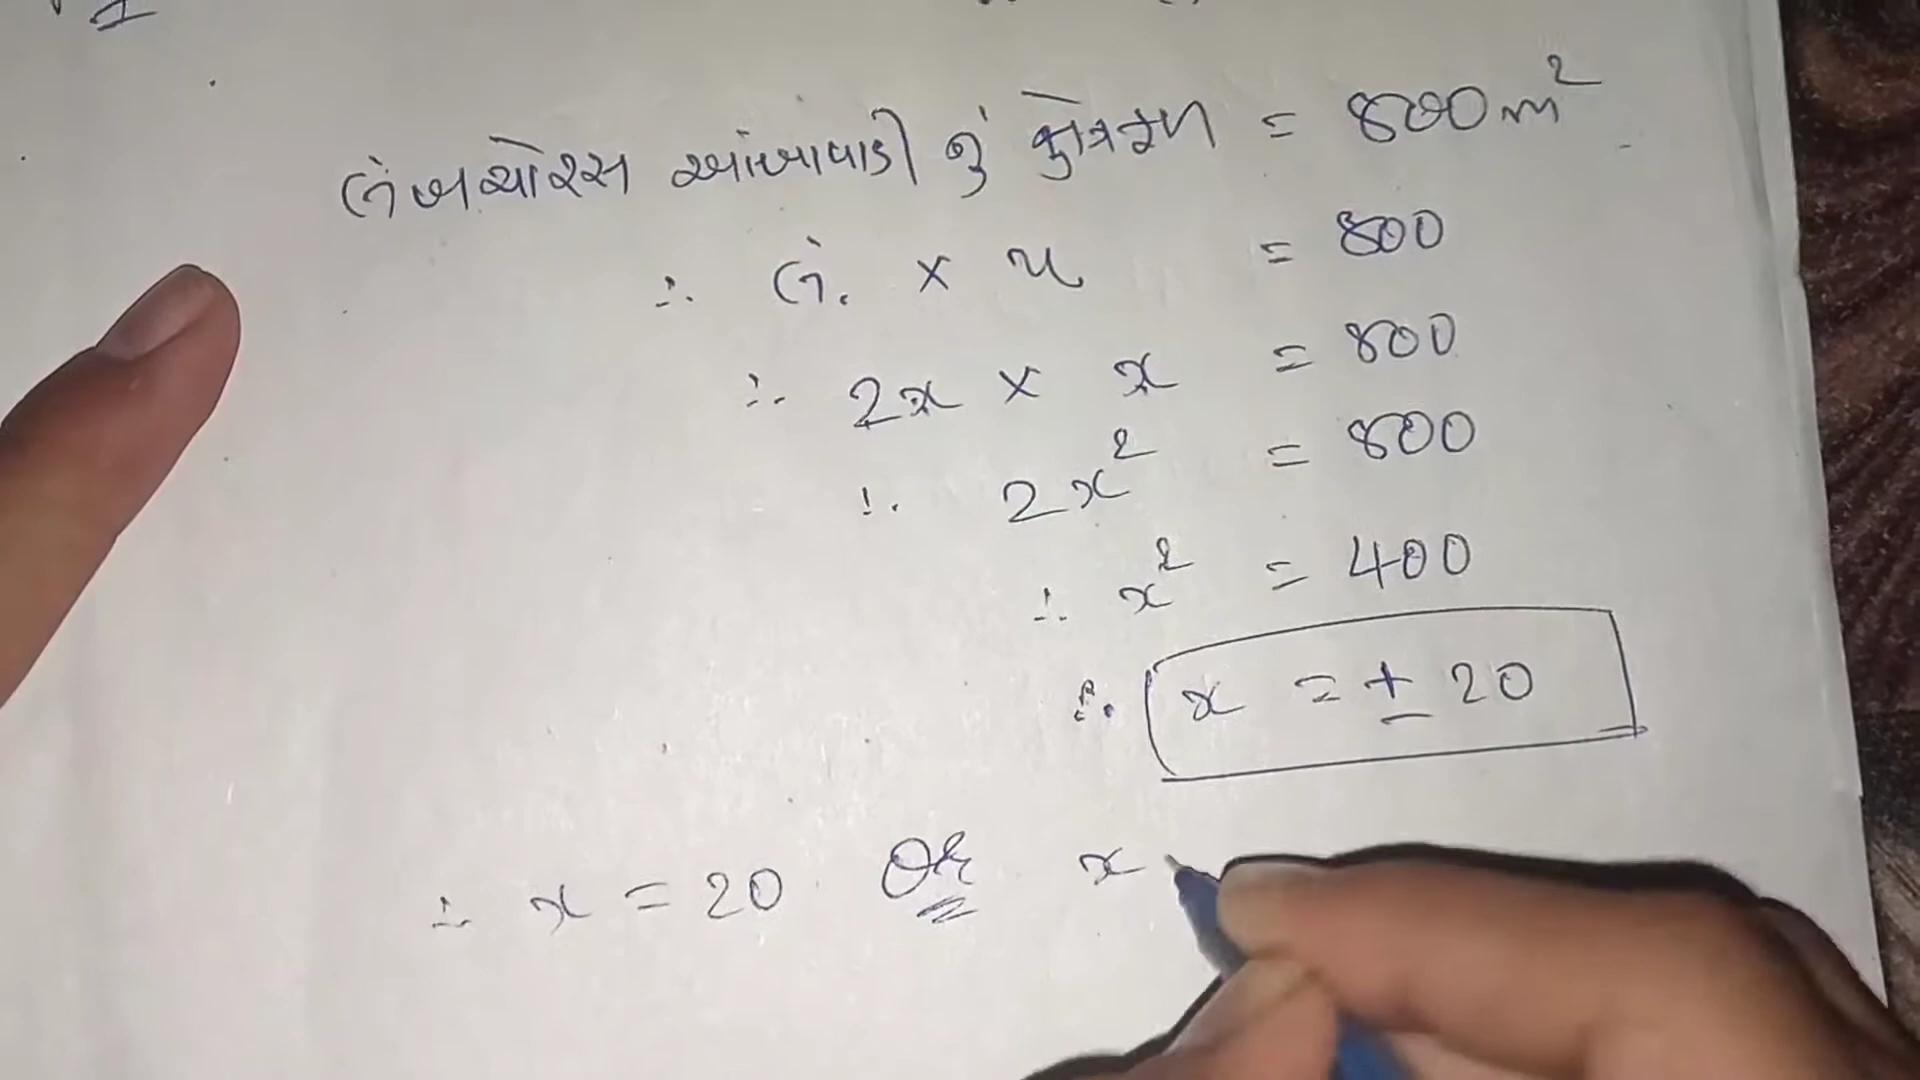 લંબચોરસ આંબાવાડી નું ક્ષેત્રફળ = 800 m²
∴ લં. × પ = 800
∴ 2x × x = 800
∴ 2x² = 800
∴ x² = 400
∴ x = ± 20
∴ x = 20 OR x